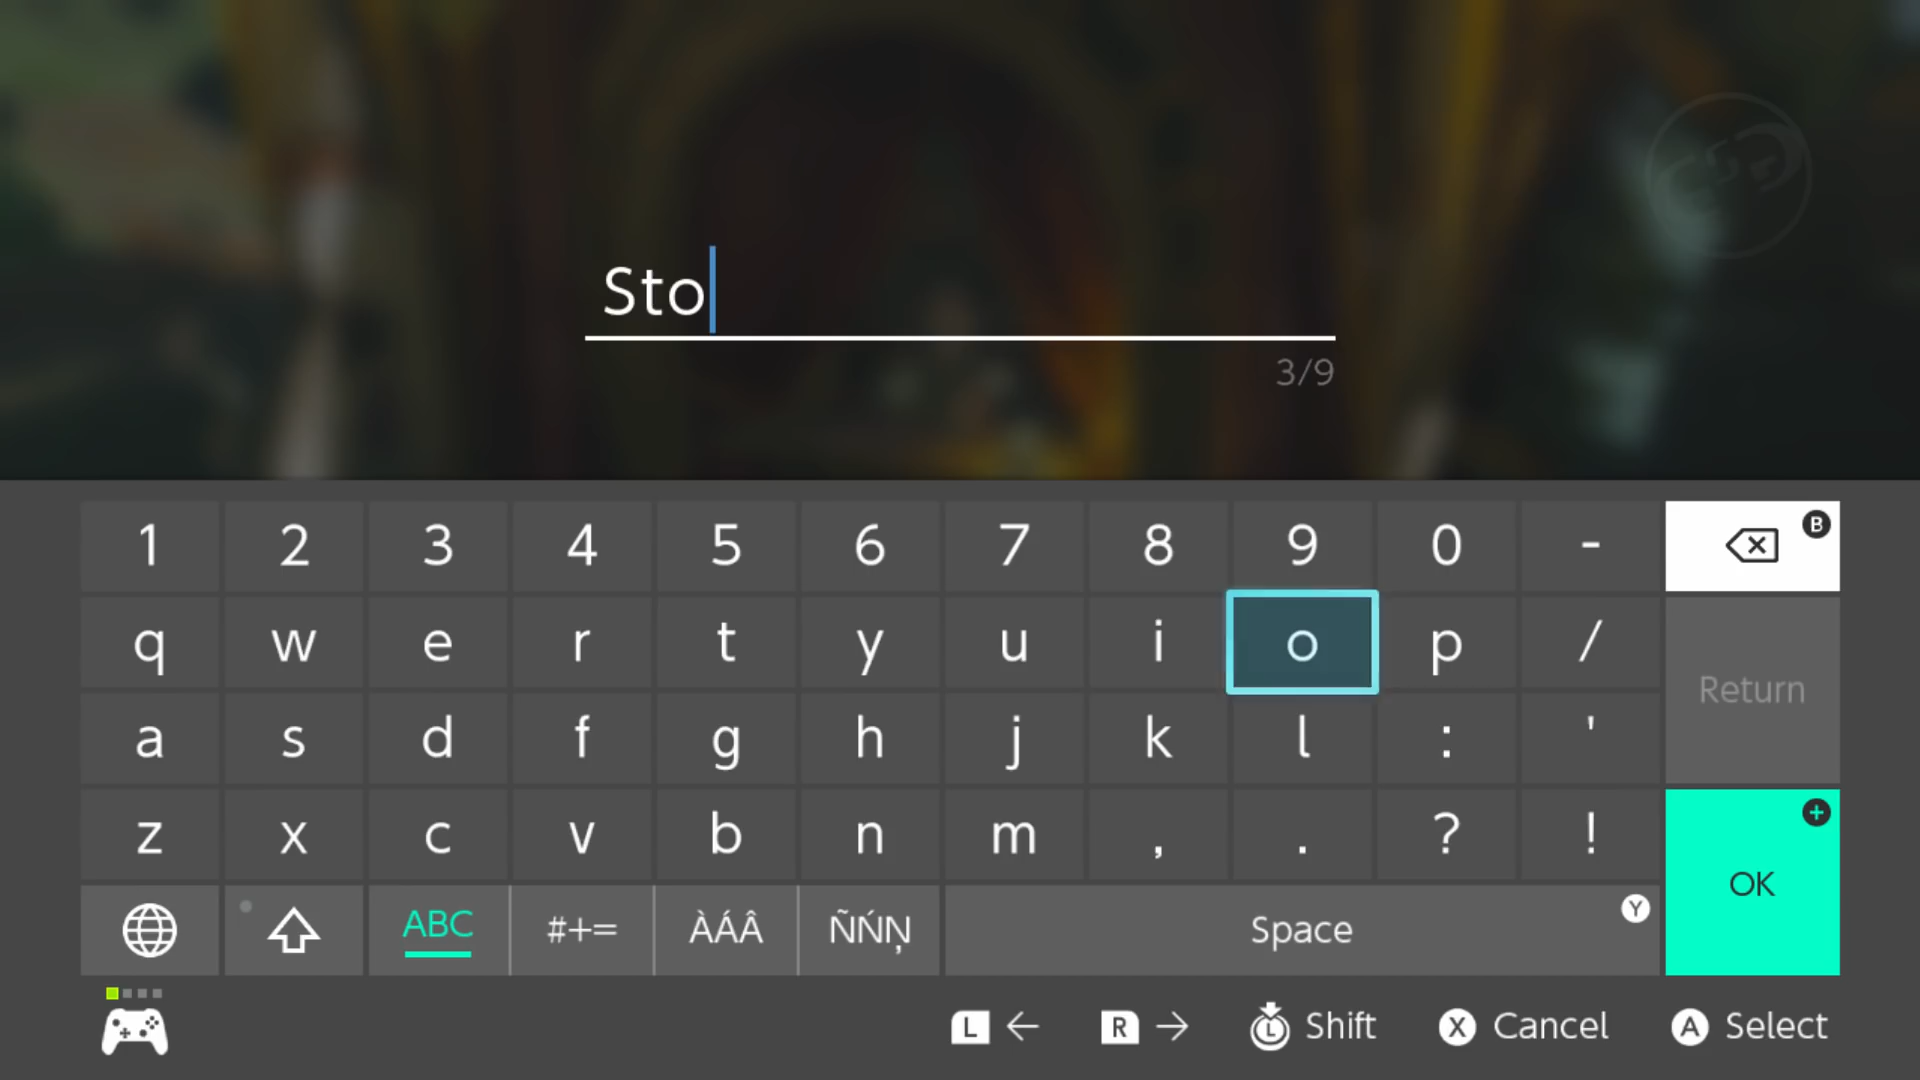 Sto
3/9
1 2 3 4 5 6 7 8 9 0 - B
q w e r t y u i o p / Return
a s d f g h j k l : '
z x c v b n m , . ? ! + OK
ABC #+= ÀÁÂ ÑŃŅ Space Y
L ← R → L Shift X Cancel A Select